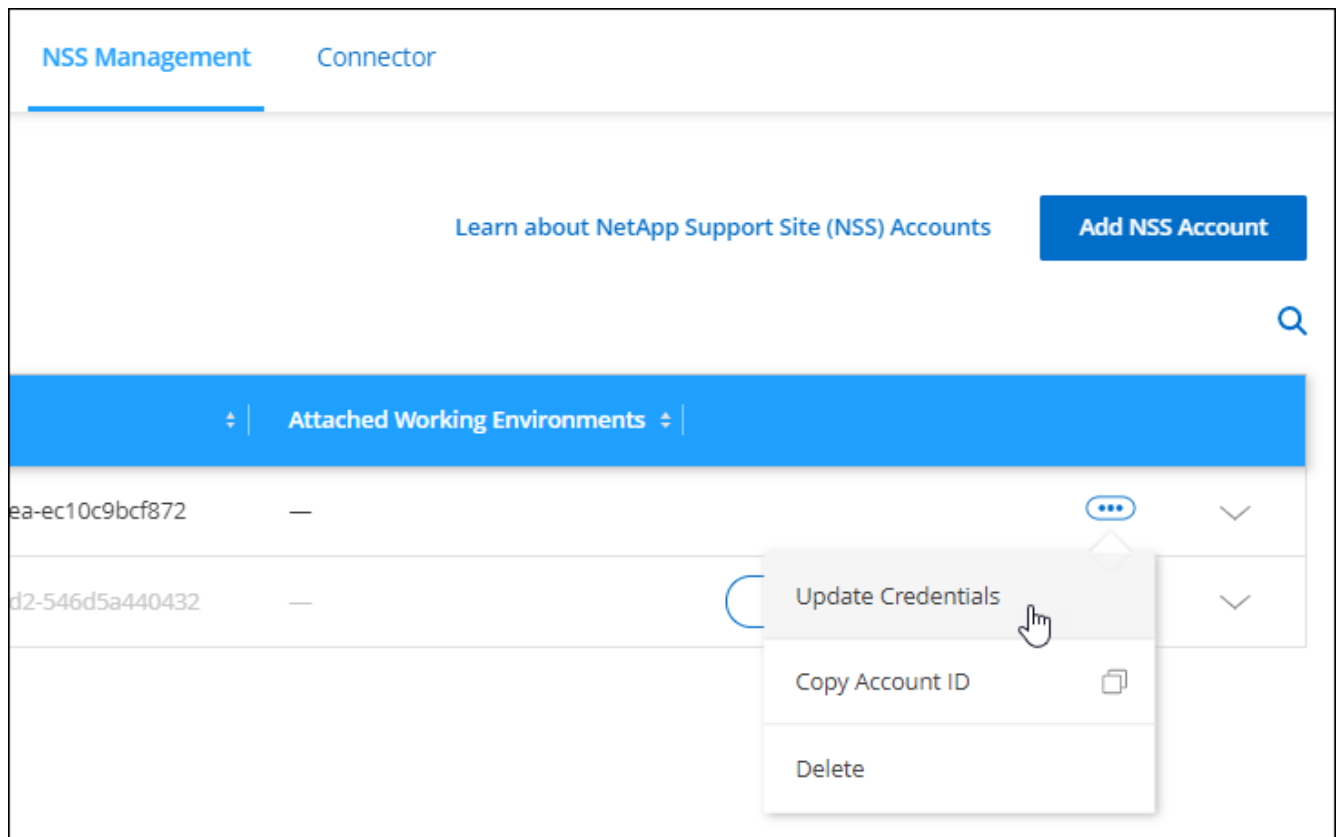 NSS Management Connector
Learn about NetApp Support Site (NSS) Accounts Add NSS Account
Attached Working Environments
ea-ec10c9bcf872 —
d2-546d5a440432 —
Update Credentials
Copy Account ID
Delete